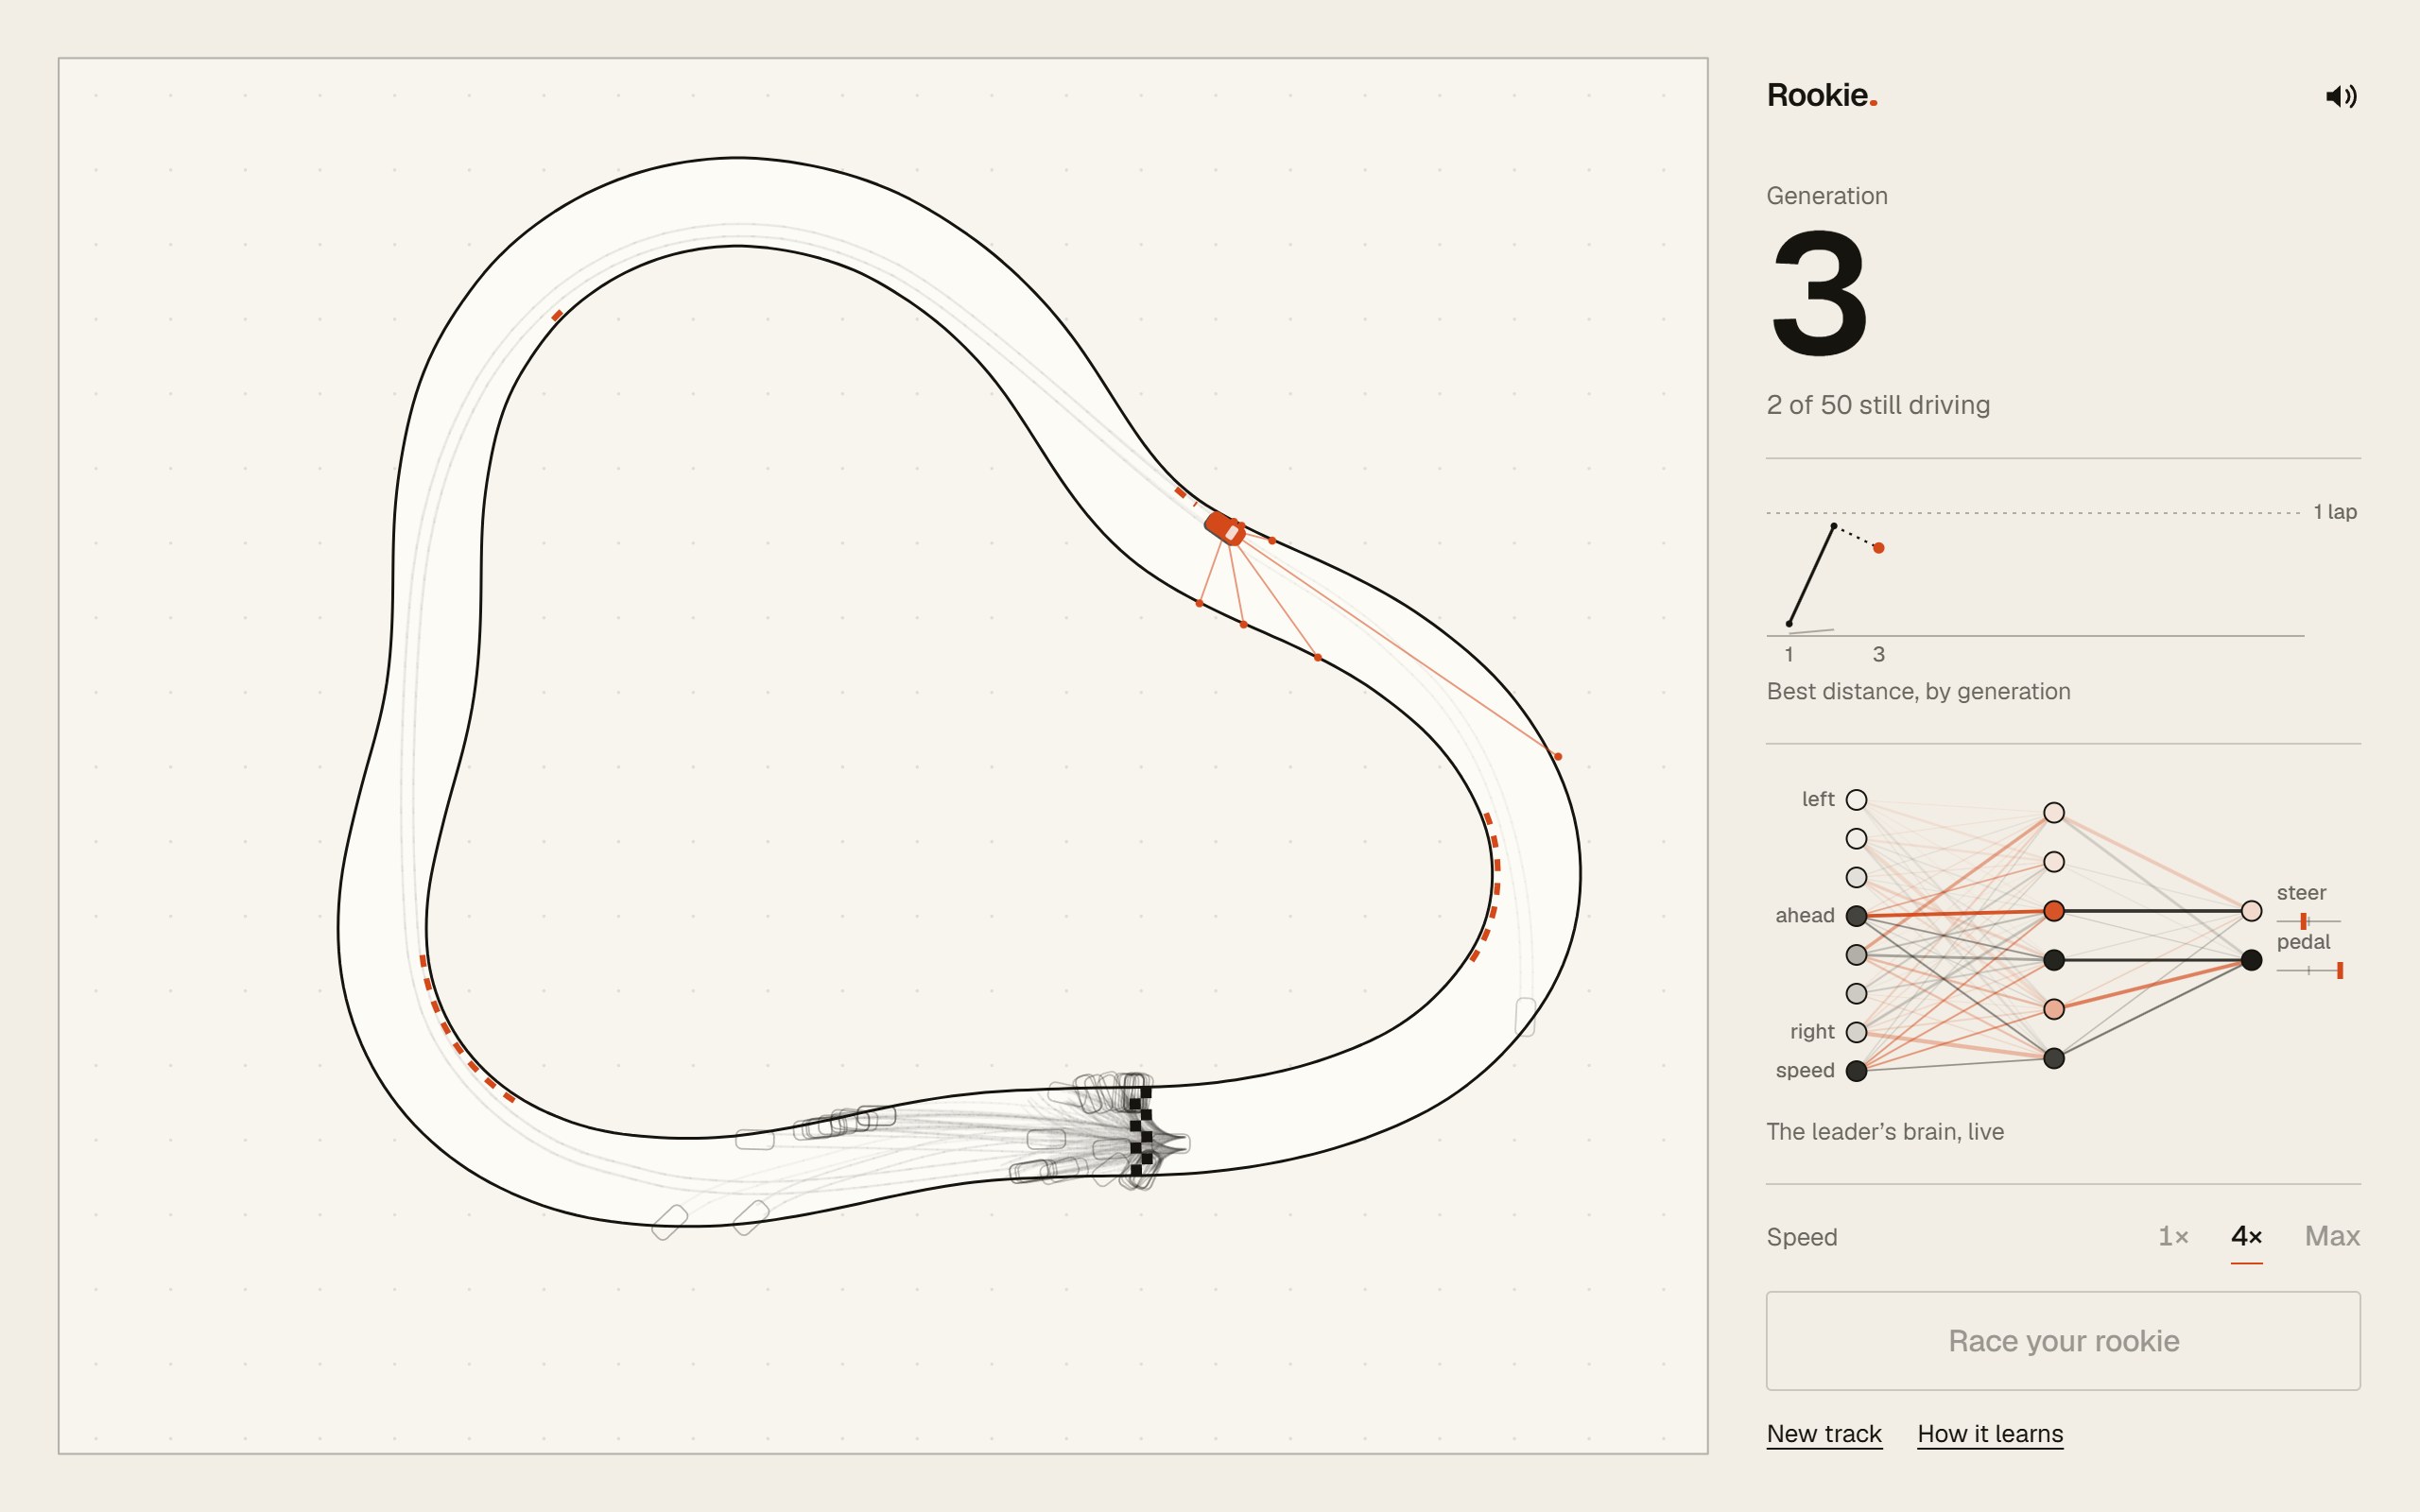 Rookie.
Generation
3
2 of 50 still driving
1 lap
1 3
Best distance, by generation
left
ahead
right
speed
steer
pedal
The leader’s brain, live
Speed 1× 4× Max
Race your rookie
New track How it learns